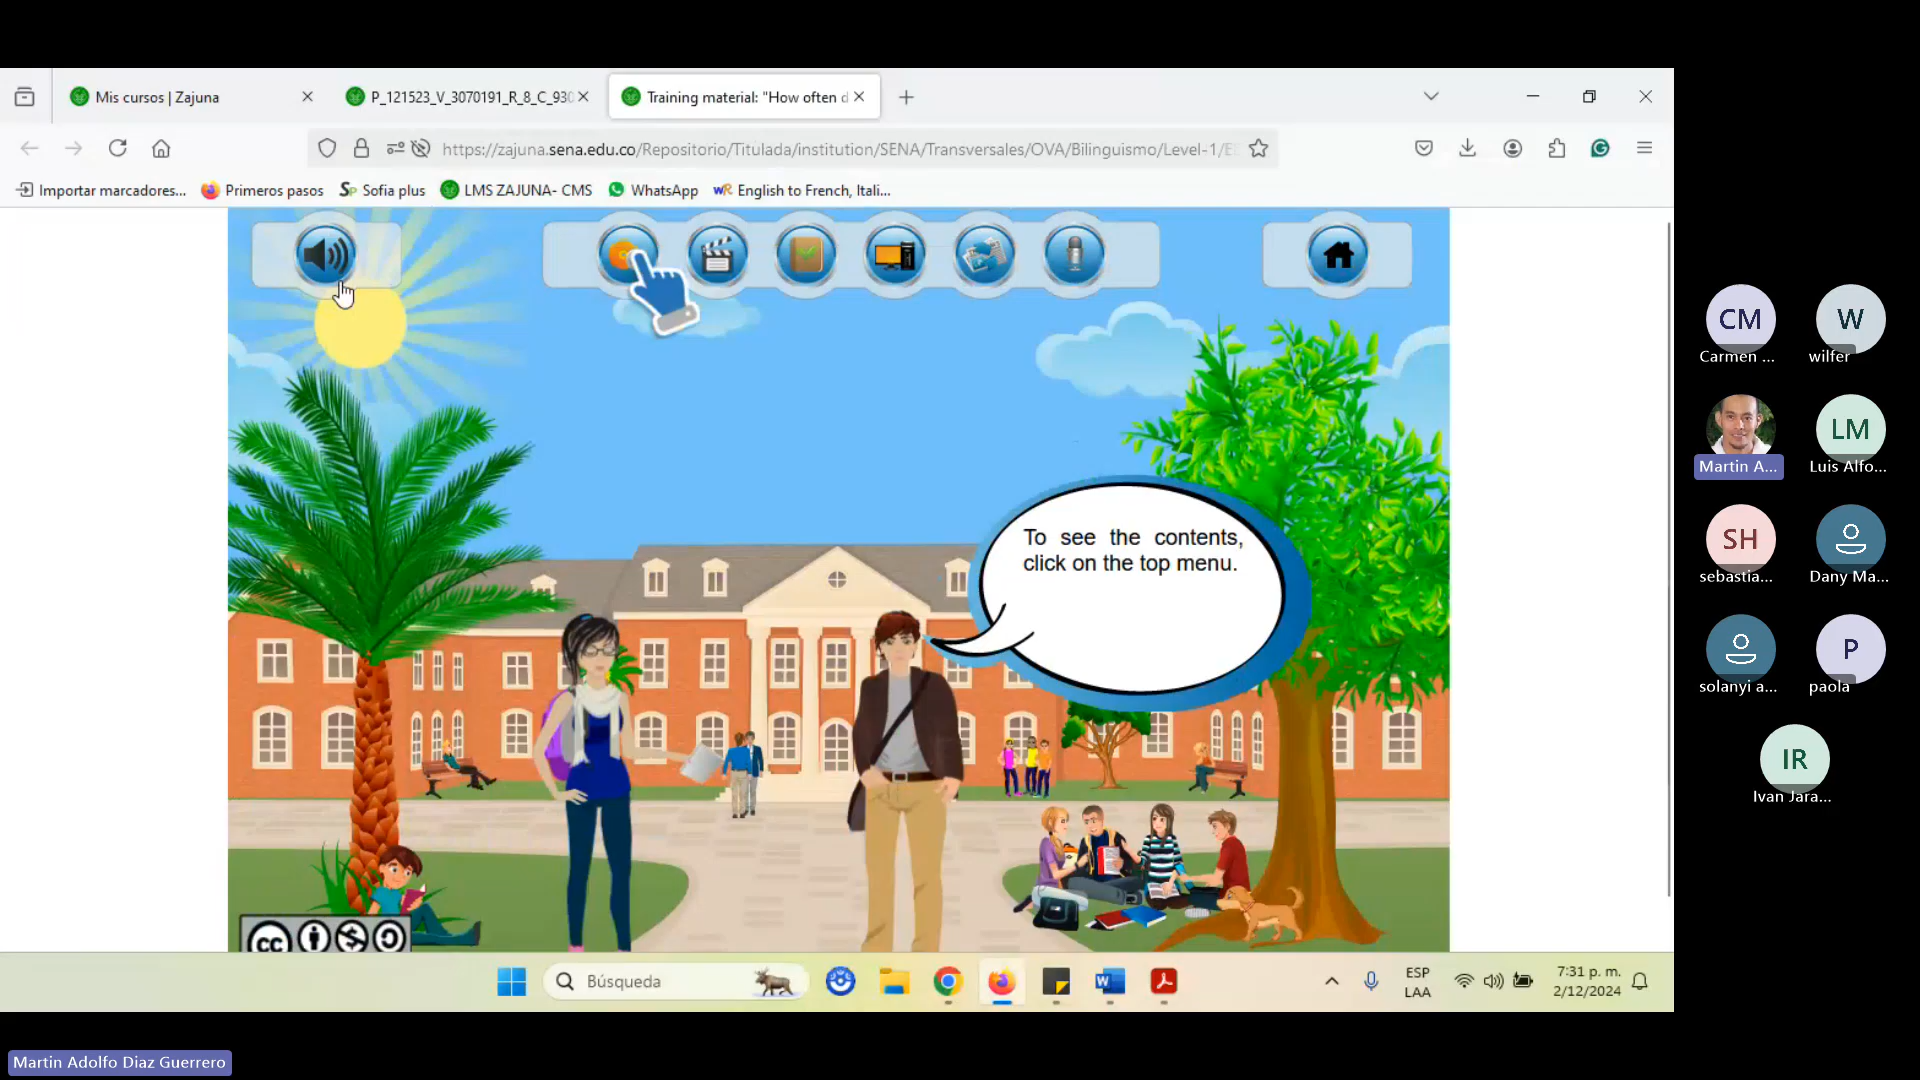 Mis cursos | Zajuna
P_121523_V_3070191_R_8_C_930
Training material: "How often d
https://zajuna.sena.edu.co/Repositorio/Titulada/institution/SENA/Transversales/OVA/Bilinguismo/Level-1/E
Importar marcadores...
Primeros pasos
Sofia plus
LMS ZAJUNA- CMS
WhatsApp
English to French, Itali...
To see the contents,
click on the top menu.
cc
CM
Carmen ...
W
wilfer
Martin A...
LM
Luis Alfo...
SH
sebastia...
Dany Ma...
solanyi a...
P
paola
IR
Ivan Jara...
Búsqueda
ESP
LAA
7:31 p. m.
2/12/2024
Martin Adolfo Diaz Guerrero